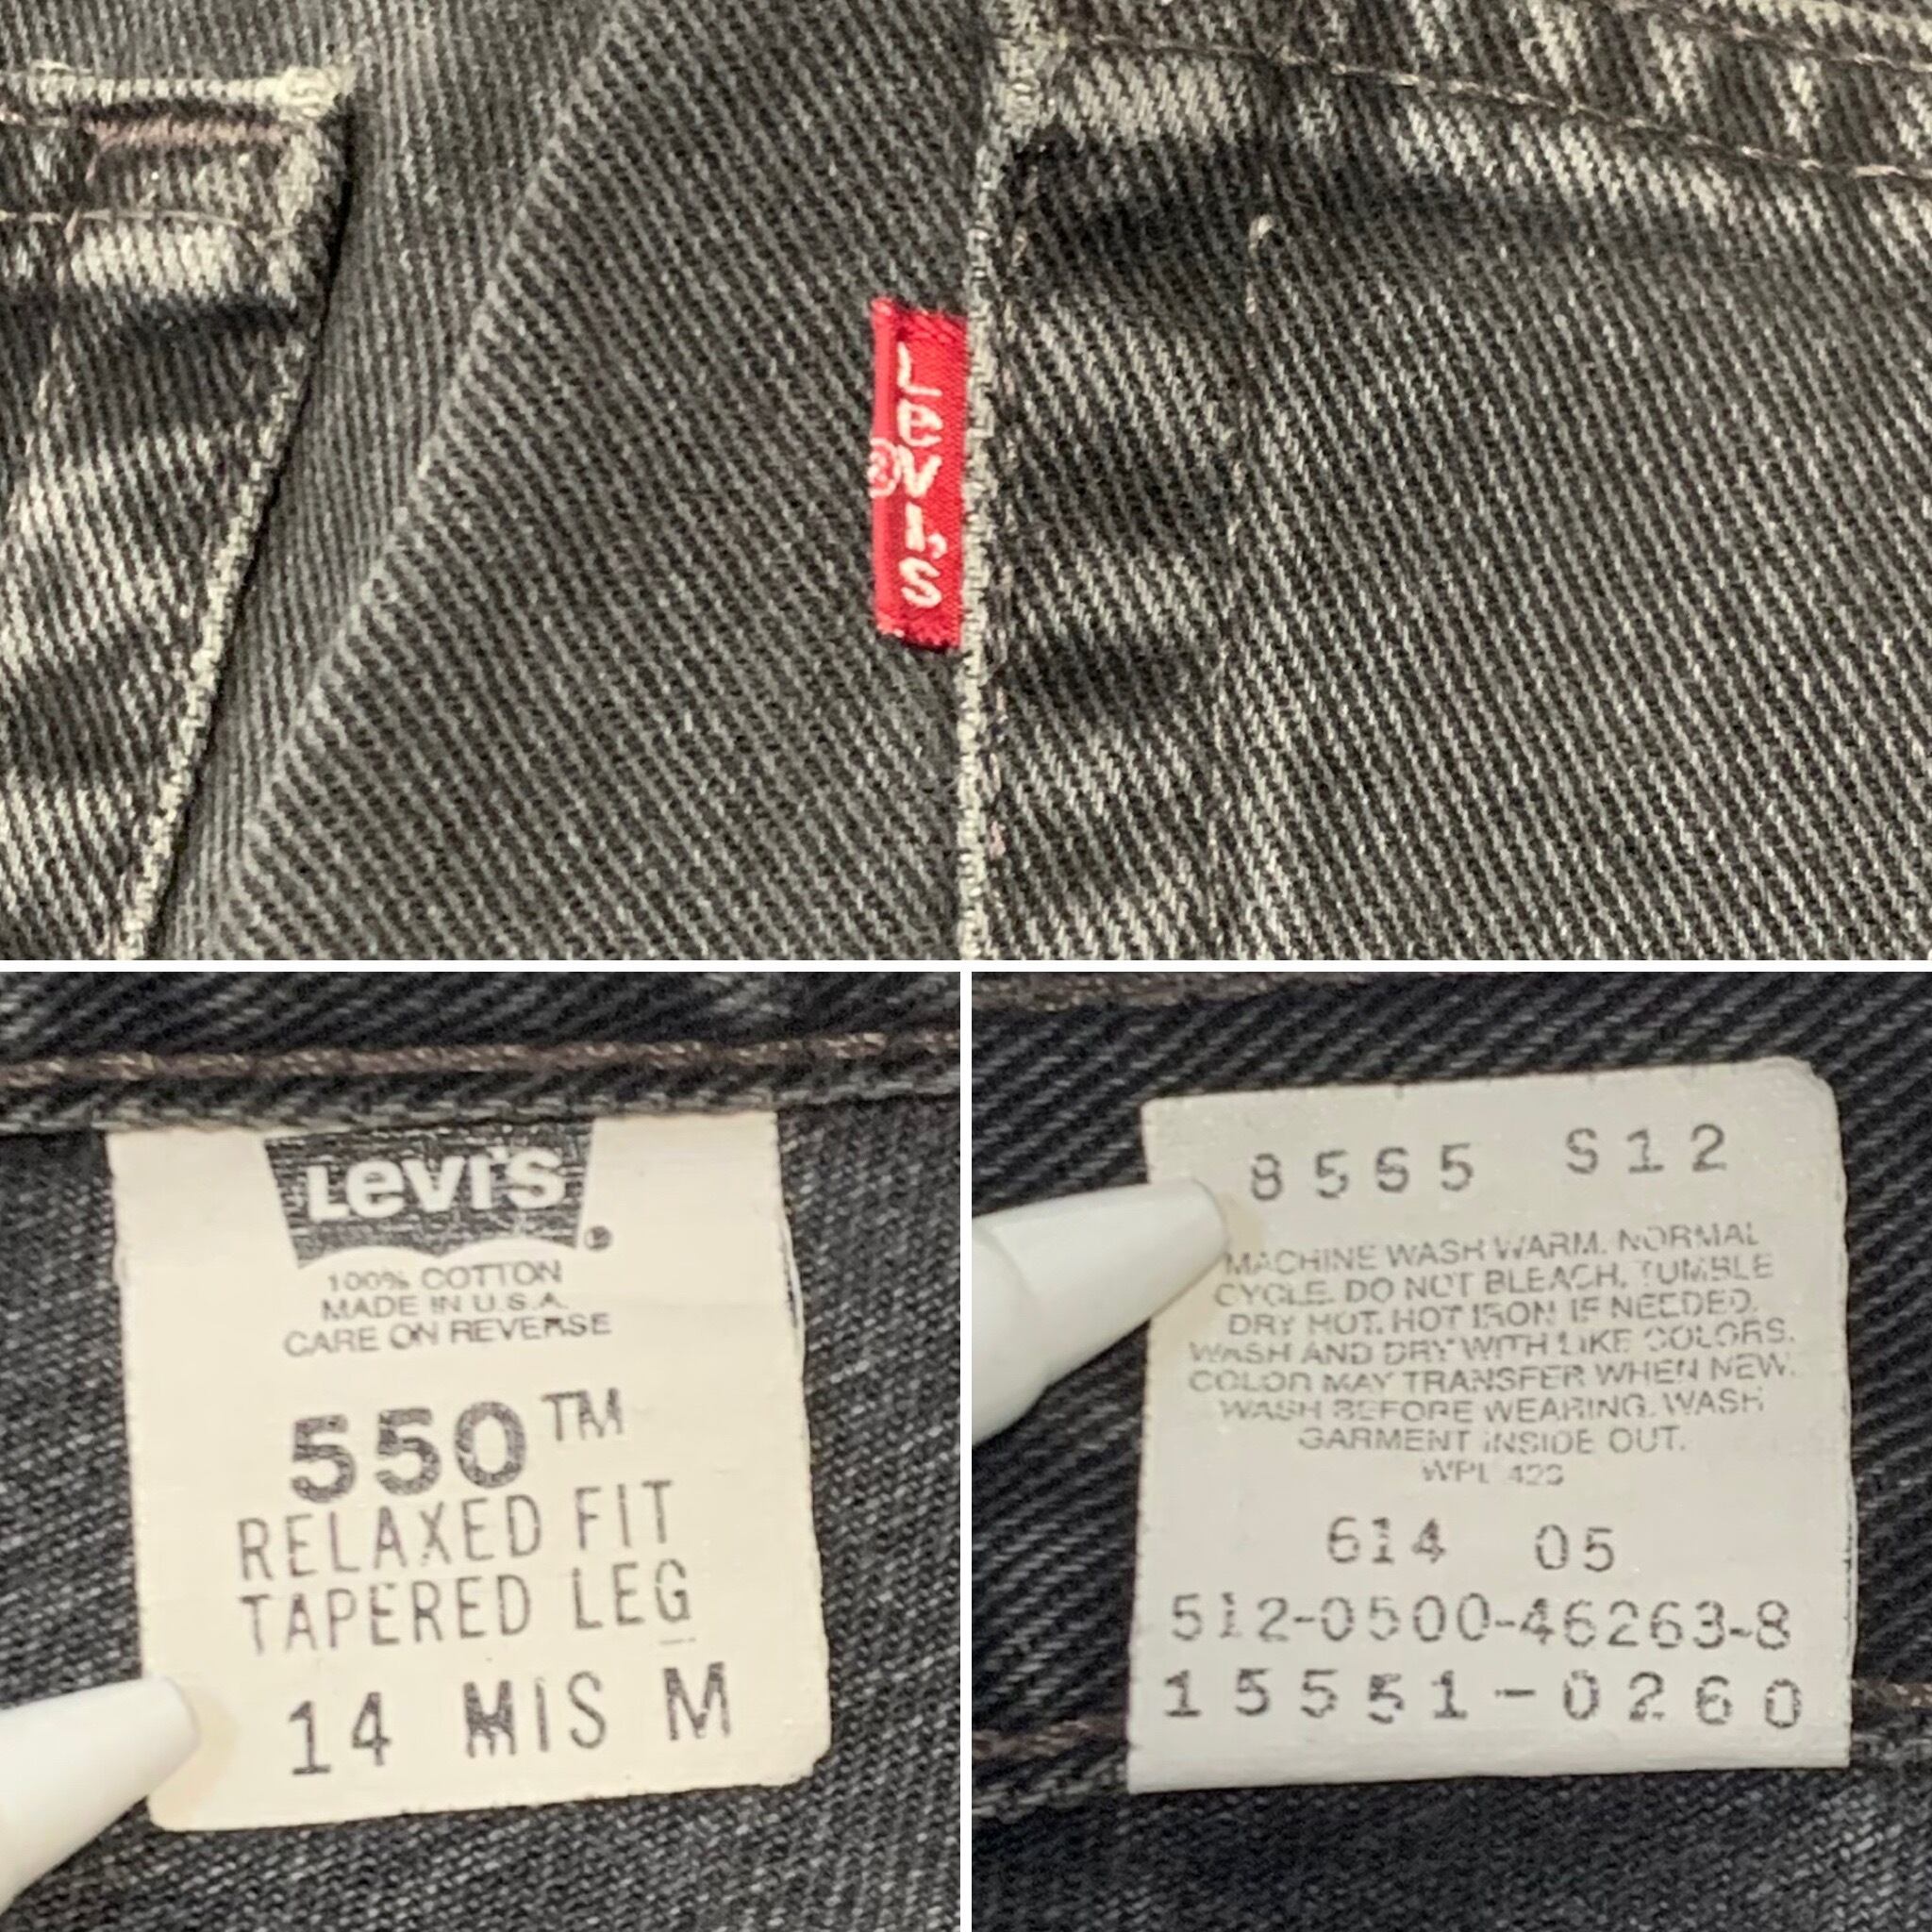 LEVI'S
®
LEVI'S®
100% COTTON
MADE IN U.S.A.
CARE ON REVERSE
550™
RELAXED FIT
TAPERED LEG
14 MIS M
8555 S12
MACHINE WASH WARM. NORMAL
CYCLE. DO NOT BLEACH. TUMBLE
DRY HOT. HOT IRON IF NEEDED.
WASH AND DRY WITH LIKE COLORS.
COLOR MAY TRANSFER WHEN NEW.
WASH BEFORE WEARING. WASH
GARMENT INSIDE OUT.
WPL 423
614 05
512-0500-46263-8
15551-0260